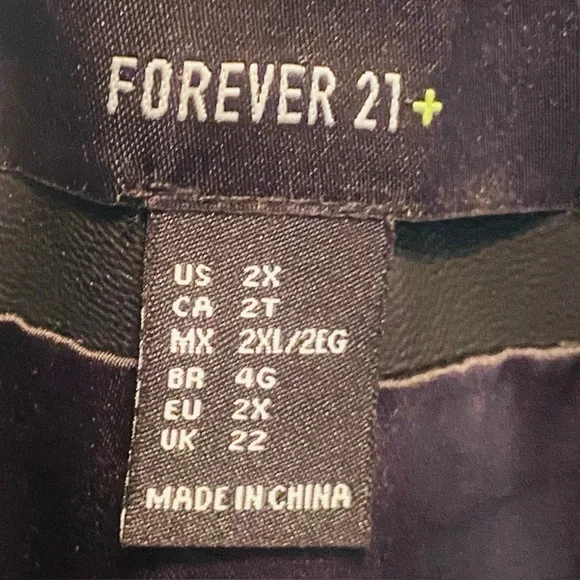 FOREVER 21+
US 2X
CA 2T
MX 2XL/2EG
BR 4G
EU 2X
UK 22
MADE IN CHINA